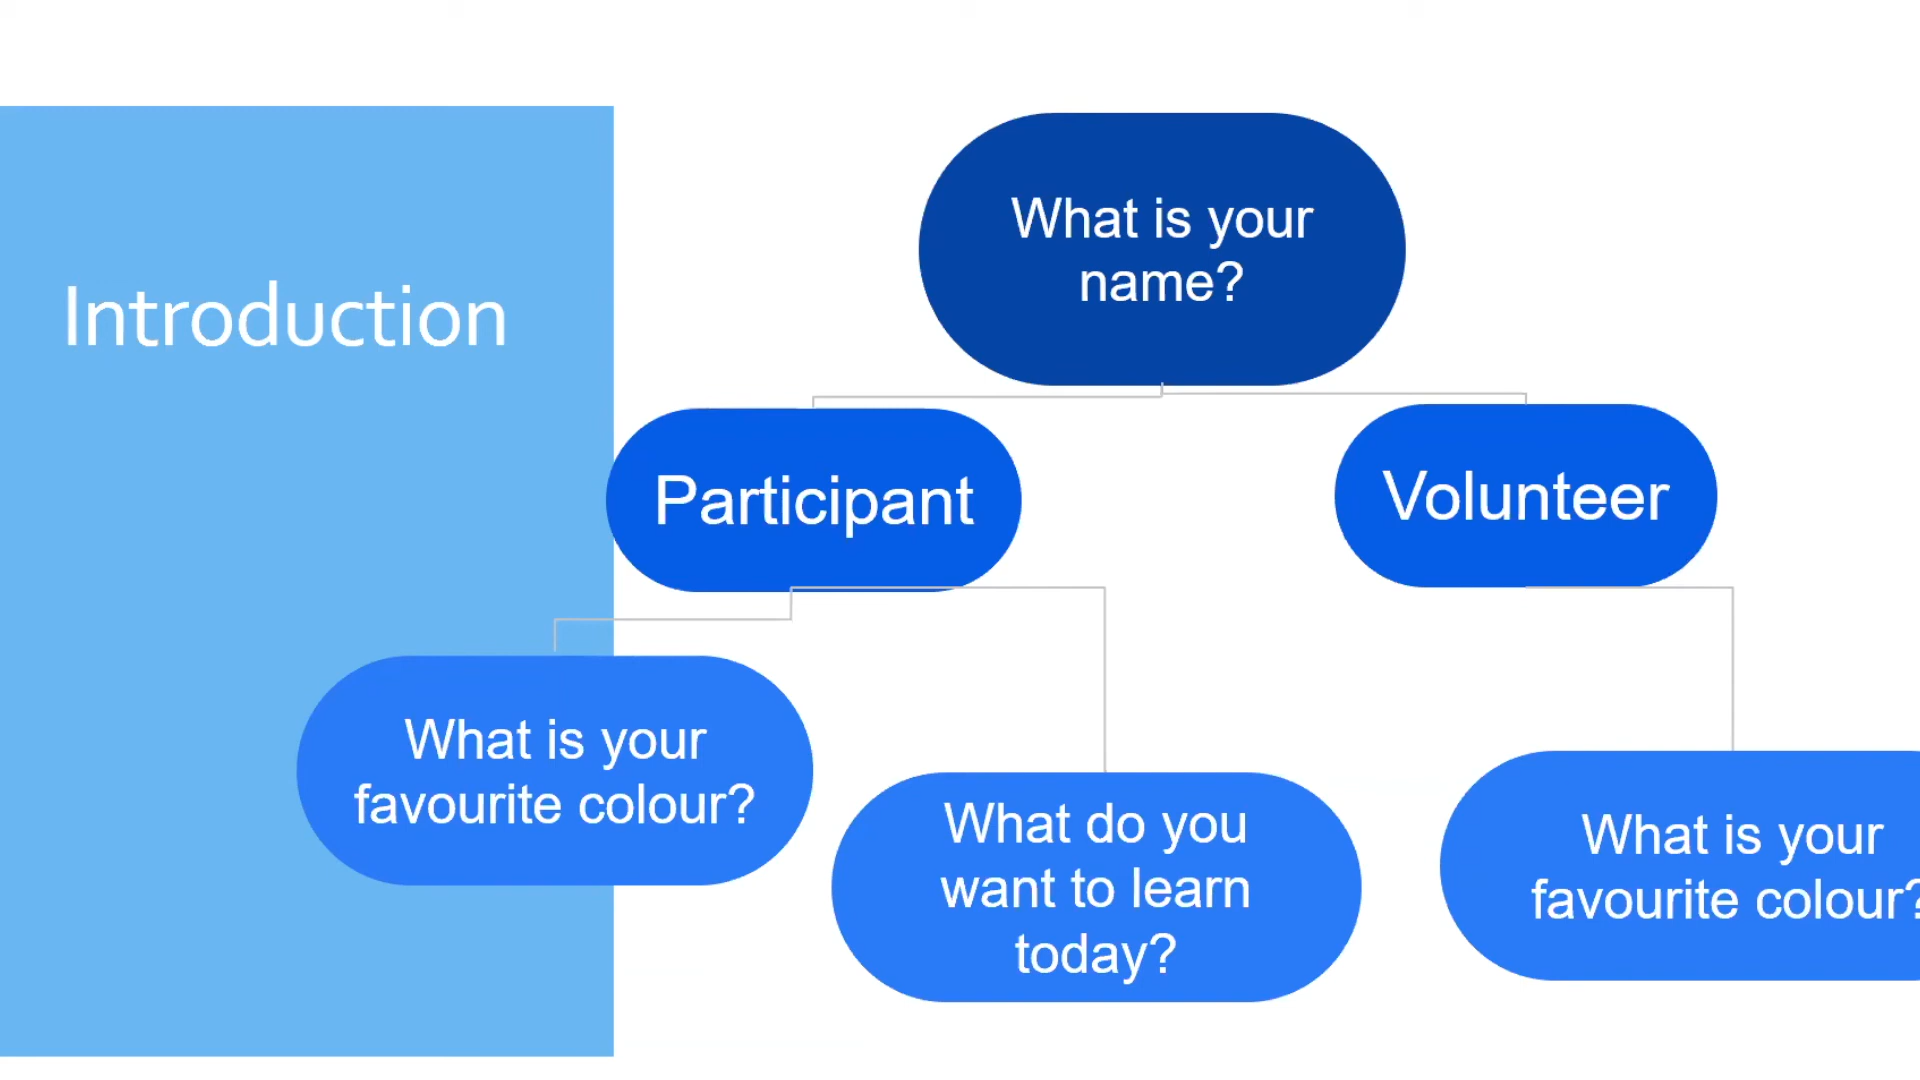 Introduction
What is your
name?
Participant
Volunteer
What is your
favourite colour?
What do you
want to learn
today?
What is your
favourite colour?